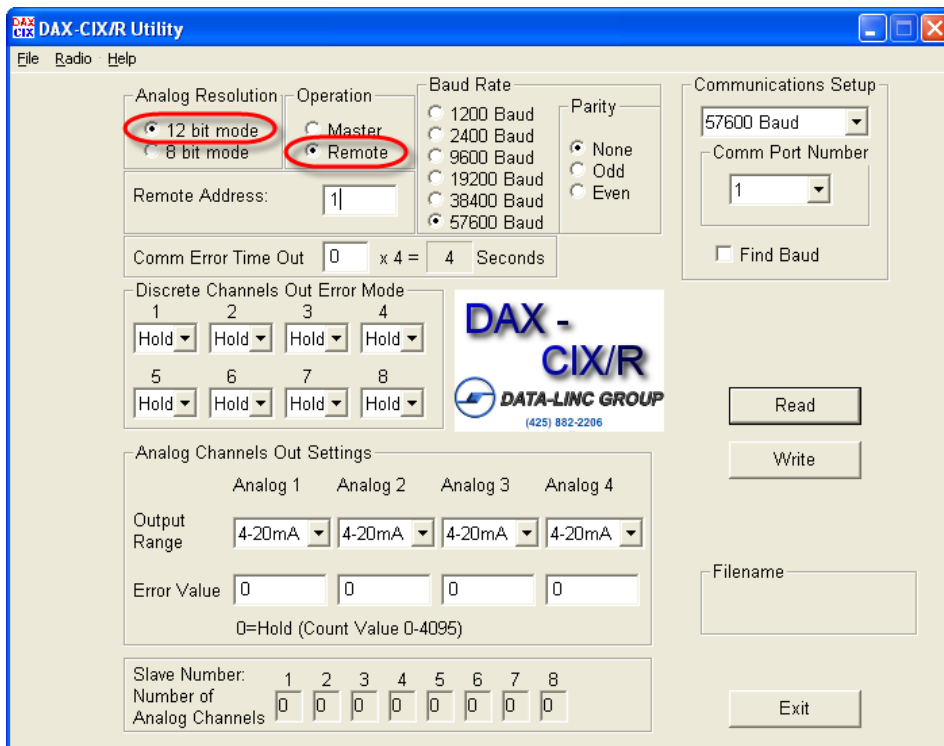 DAX CIX DAX-CIX/R Utility
File Radio Help
Analog Resolution
12 bit mode
8 bit mode
Operation
Master
Remote
Remote Address: 1
Baud Rate
1200 Baud
2400 Baud
9600 Baud
19200 Baud
38400 Baud
57600 Baud
Parity
None
Odd
Even
Communications Setup
57600 Baud
Comm Port Number
1
Find Baud
Comm Error Time Out 0 x 4 = 4 Seconds
Discrete Channels Out Error Mode
1 2 3 4
Hold Hold Hold Hold
5 6 7 8
Hold Hold Hold Hold
DAX -
CIX/R
DATA-LINC GROUP
(425) 882-2206
Read
Write
Analog Channels Out Settings
Analog 1 Analog 2 Analog 3 Analog 4
Output
Range
4-20mA 4-20mA 4-20mA 4-20mA
Error Value 0 0 0 0
0=Hold (Count Value 0-4095)
Filename
Slave Number: 1 2 3 4 5 6 7 8
Number of
Analog Channels 0 0 0 0 0 0 0 0
Exit